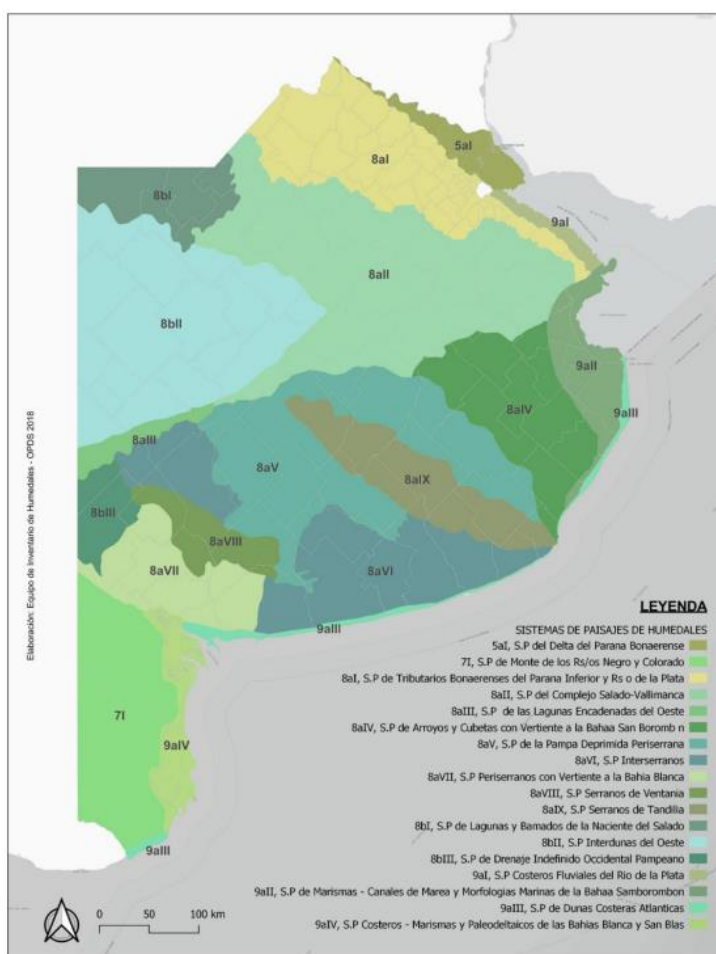 5aI
8aI
8bI
9aI
8aII
8bII
9aII
9aIII
8aIV
8aIII
8aV
8aIX
8bIII
8aVIII
8aVII
8aVI
9aIII
7I
9aIV
9aIII
Elaboración: Equipo de Inventario de Humedales - OPDS 2018
0 50 100 km
LEYENDA
SISTEMAS DE PAISAJES DE HUMEDALES
5aI, S.P del Delta del Parana Bonaerense
7I, S.P de Monte de los Rs/os Negro y Colorado
8aI, S.P de Tributarios Bonaerenses del Parana Inferior y Rs o de la Plata
8aII, S.P del Complejo Salado-Vallimanca
8aIII, S.P de las Lagunas Encadenadas del Oeste
8aIV, S.P de Arroyos y Cubetas con Vertiente a la Bahaa San Boromb n
8aV, S.P de la Pampa Deprimida Periserrana
8aVI, S.P Interserranos
8aVII, S.P Periserranos con Vertiente a la Bahia Blanca
8aVIII, S.P Serranos de Ventania
8aIX, S.P Serranos de Tandilia
8bI, S.P de Lagunas y Bamados de la Naciente del Salado
8bII, S.P Interdunas del Oeste
8bIII, S.P de Drenaje Indefinido Occidental Pampeano
9aI, S.P Costeros Fluviales del Rio de la Plata
9aII, S.P de Marismas - Canales de Marea y Morfologias Marinas de la Bahaa Samborombon
9aIII, S.P de Dunas Costeras Atlanticas
9aIV, S.P Costeros - Marismas y Paleodeltaicos de las Bahias Blanca y San Blas